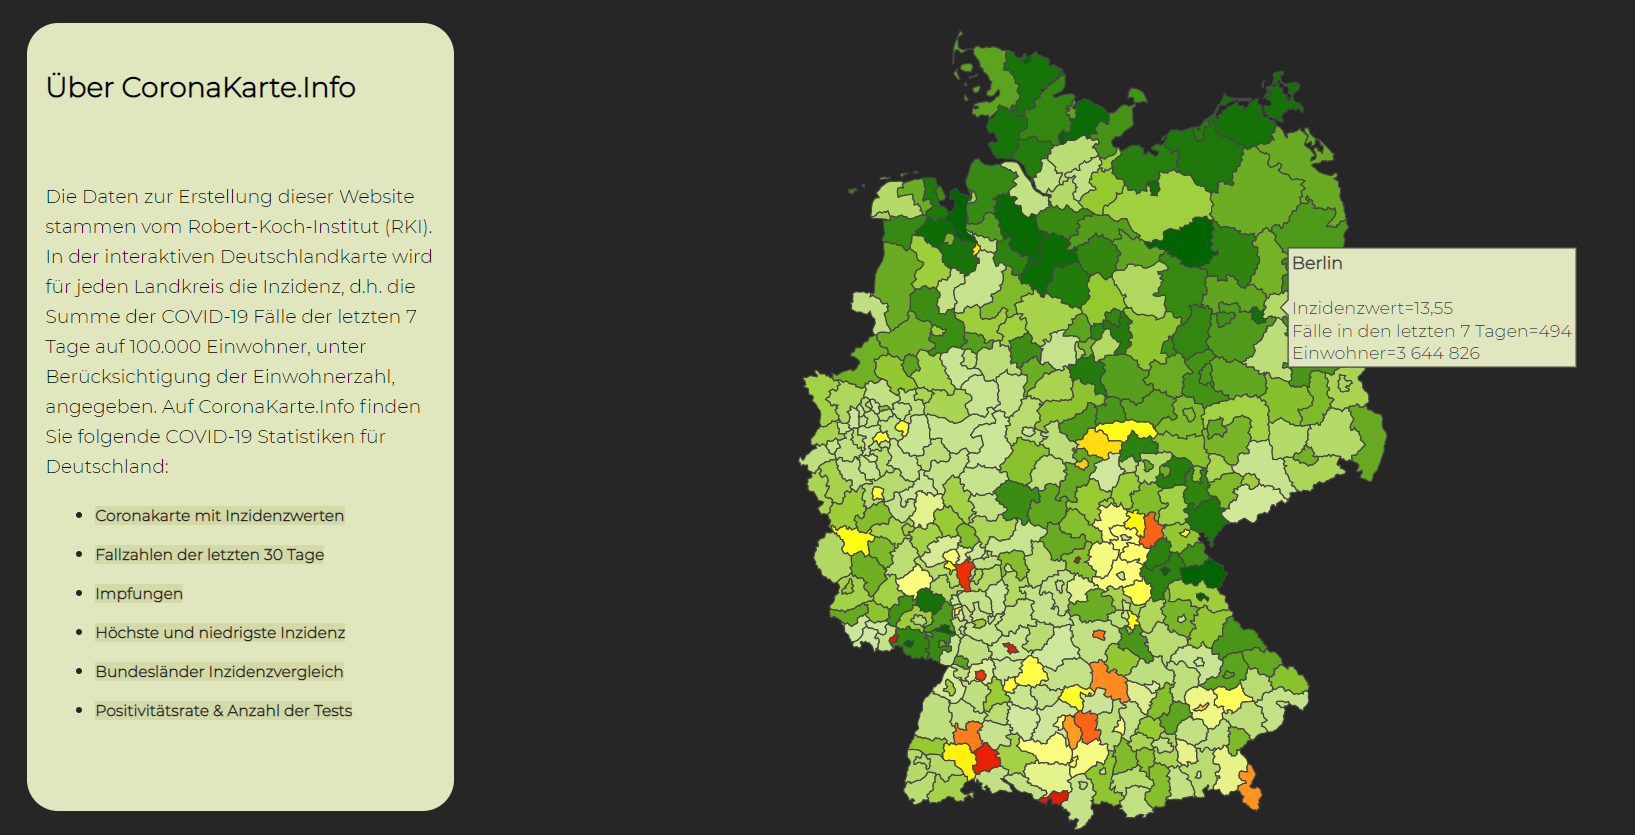 Über CoronaKarte.Info
Die Daten zur Erstellung dieser Website
stammen vom Robert-Koch-Institut (RKI).
In der interaktiven Deutschlandkarte wird
für jeden Landkreis die Inzidenz, d.h. die
Summe der COVID-19 Fälle der letzten 7
Tage auf 100.000 Einwohner, unter
Berücksichtigung der Einwohnerzahl,
angegeben. Auf CoronaKarte.Info finden
Sie folgende COVID-19 Statistiken für
Deutschland:
• Coronakarte mit Inzidenzwerten
• Fallzahlen der letzten 30 Tage
• Impfungen
• Höchste und niedrigste Inzidenz
• Bundesländer Inzidenzvergleich
• Positivitätsrate & Anzahl der Tests
Berlin
Inzidenzwert=13,55
Fälle in den letzten 7 Tagen=494
Einwohner=3 644 826